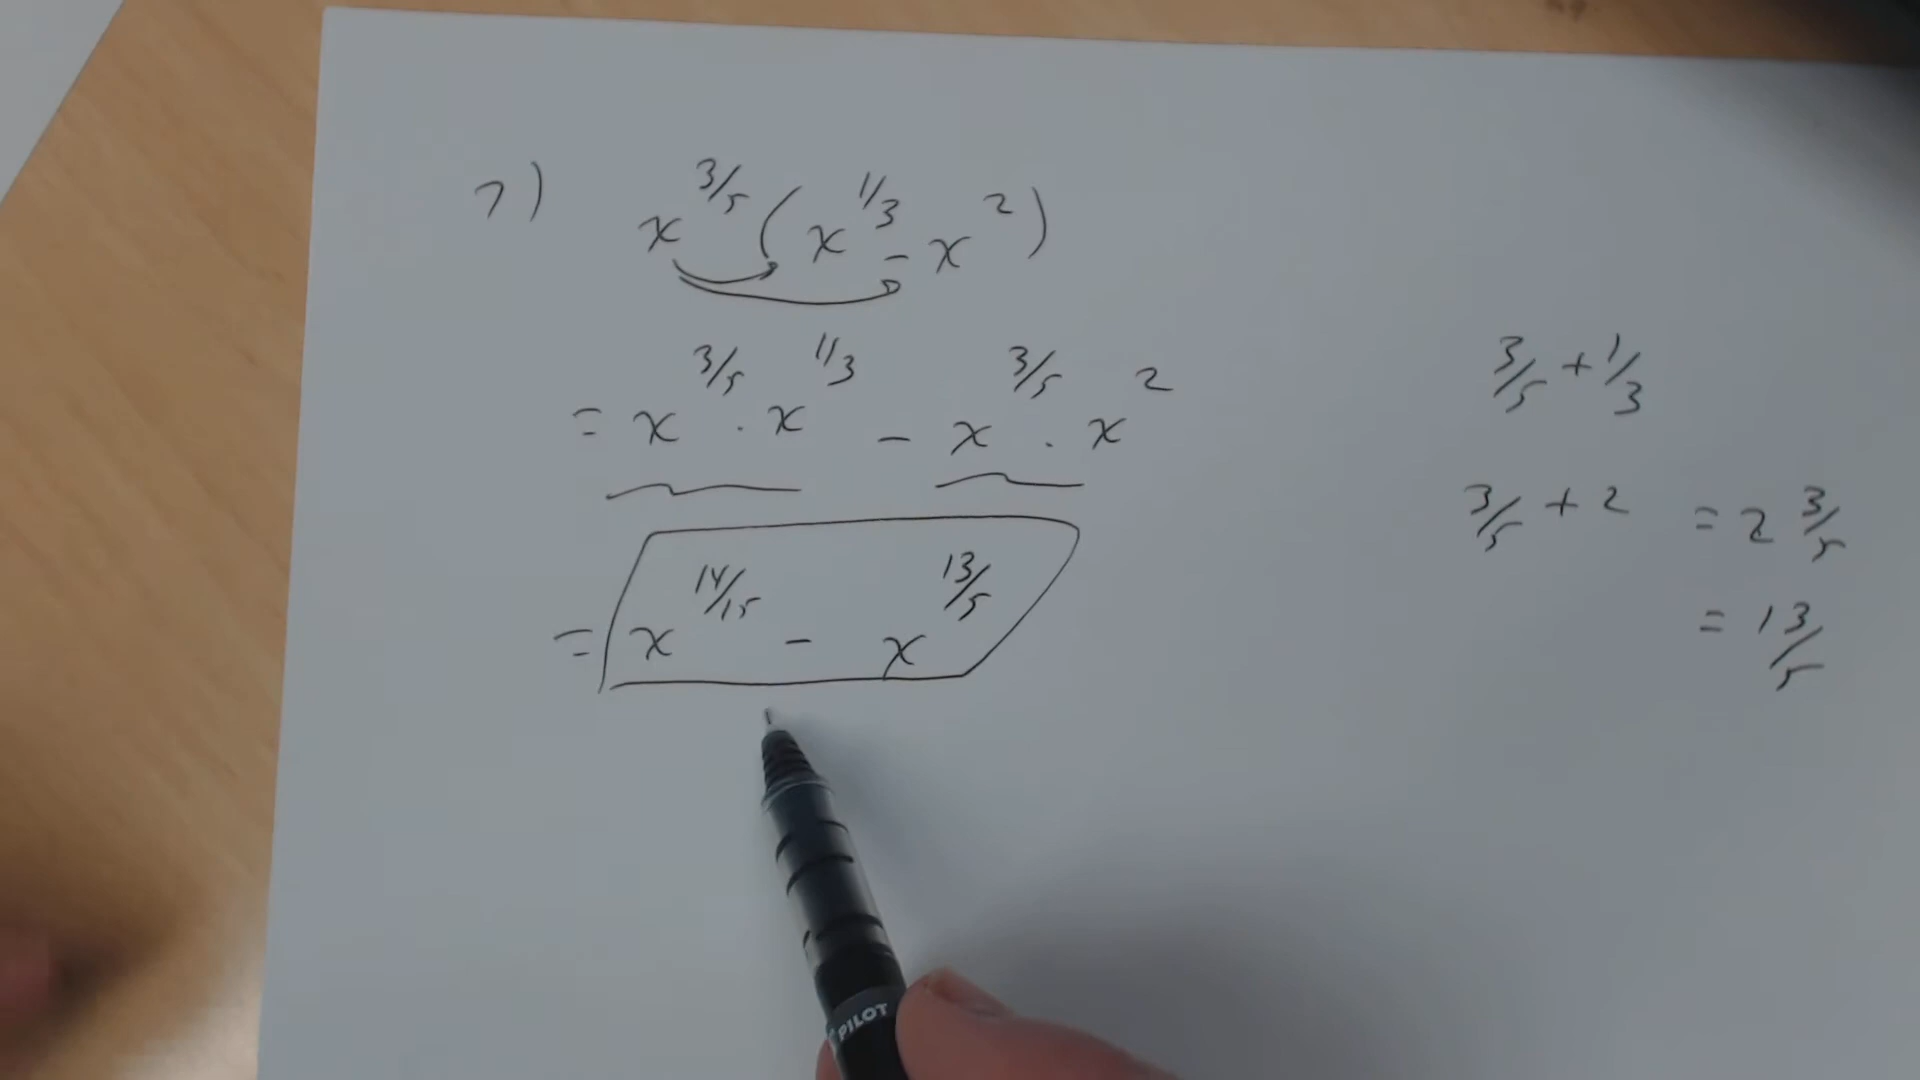 7) x^{3/5} (x^{1/3} - x^2)
= x^{3/5} · x^{1/3} - x^{3/5} · x^2
= x^{14/15} - x^{13/5}
3/5 + 1/3
3/5 + 2 = 2 3/5
= 13/5
PILOT